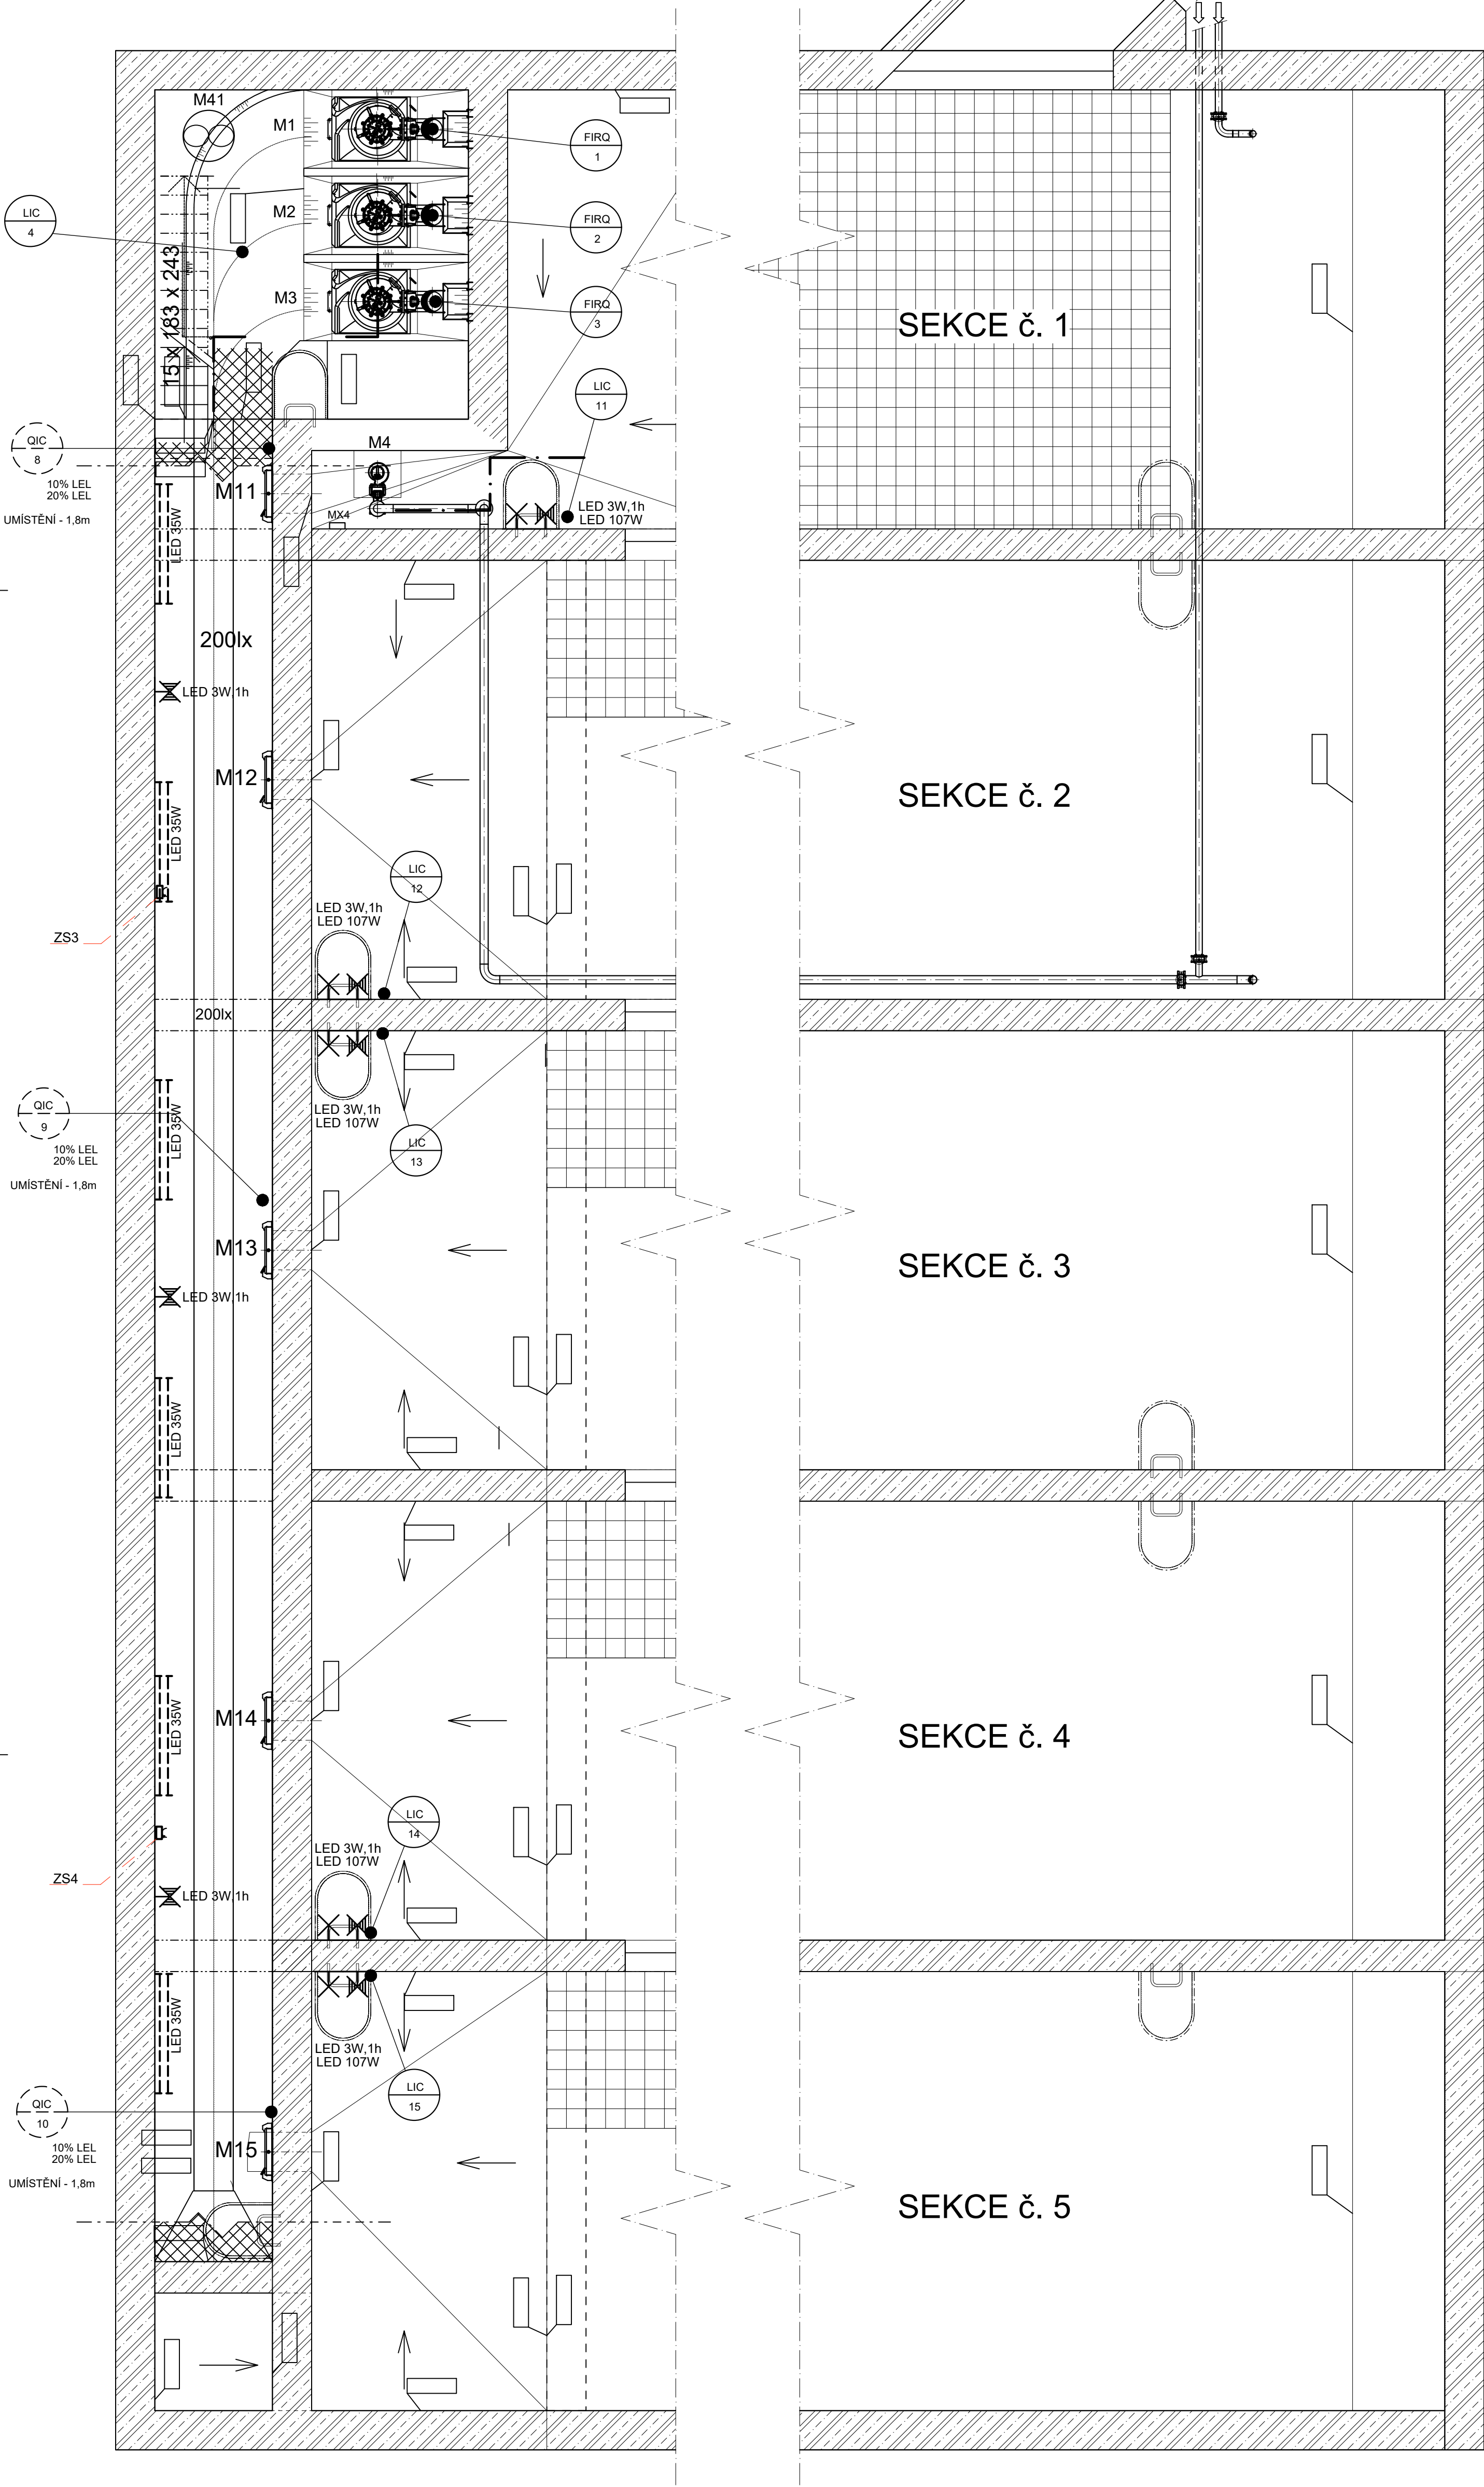 M41
M1
FIRQ
1
M2
FIRQ
2
LIC
4
M3
FIRQ
3
15 x 183 x 243
SEKCE č. 1
LIC
11
QIC
8
10% LEL
20% LEL
UMÍSTĚNÍ - 1,8m
M4
M11
MX4
LED 3W,1h
LED 107W
LED 35W
200lx
LED 3W,1h
M12
SEKCE č. 2
LED 35W
LIC
12
LED 3W,1h
LED 107W
ZS3
200lx
QIC
9
10% LEL
20% LEL
UMÍSTĚNÍ - 1,8m
LED 35W
LED 3W,1h
LED 107W
LIC
13
M13
SEKCE č. 3
LED 3W,1h
LED 35W
M14
SEKCE č. 4
LED 35W
LIC
14
LED 3W,1h
LED 107W
ZS4
LED 3W,1h
LED 35W
LED 3W,1h
LED 107W
LIC
15
QIC
10
10% LEL
20% LEL
UMÍSTĚNÍ - 1,8m
M15
SEKCE č. 5